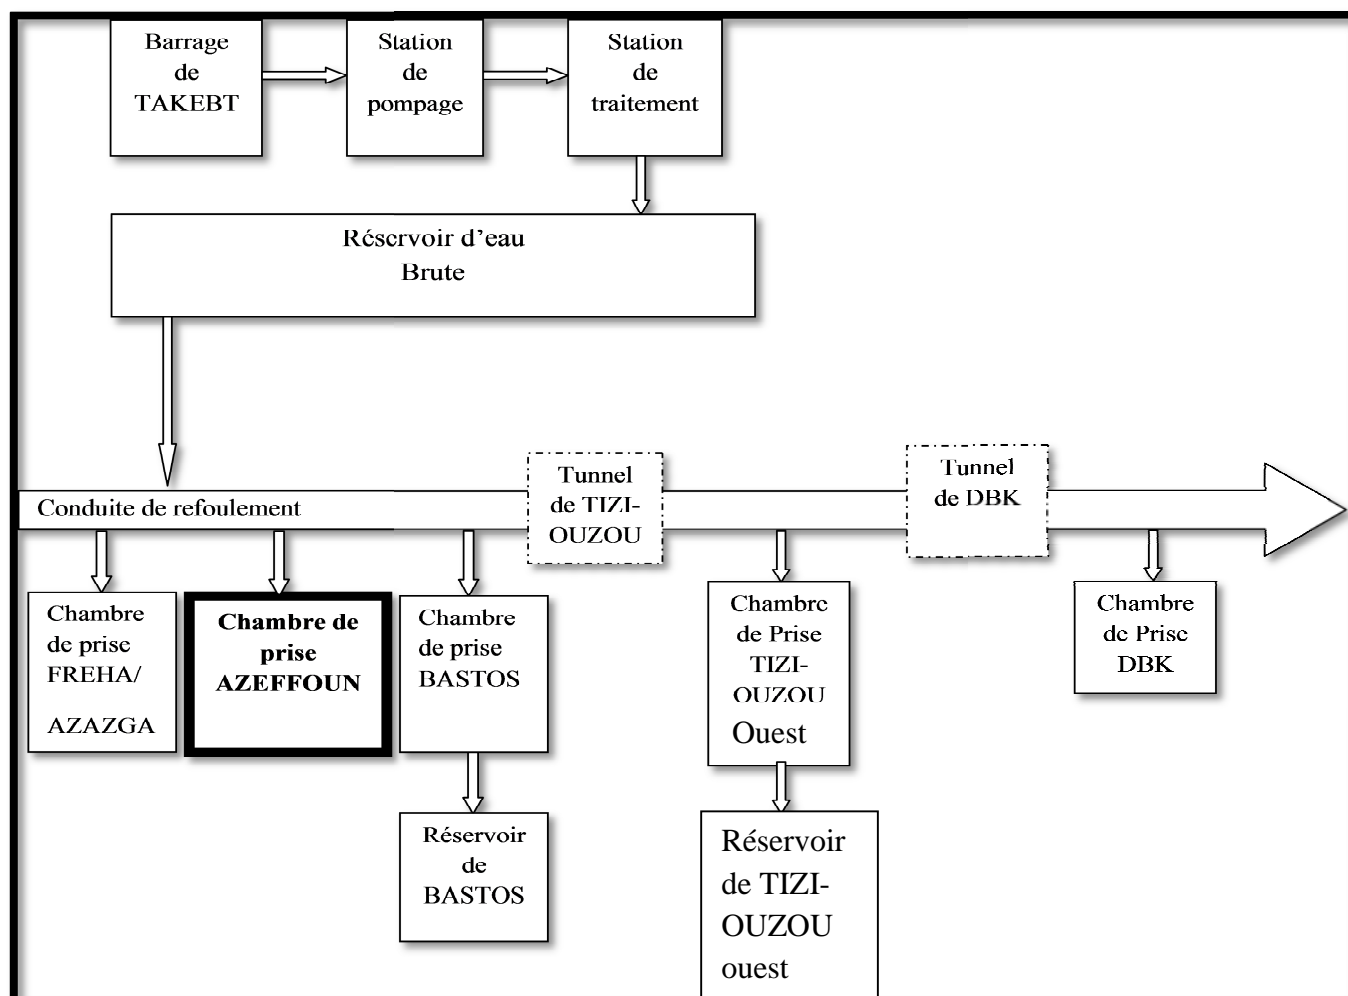 Barrage
de
TAKEBT
Station
de
pompage
Station
de
traitement
Réservoir d'eau
Brute
Conduite de refoulement
Tunnel
de TIZI-
OUZOU
Tunnel
de DBK
Chambre
de prise
FREHA/
AZAZGA
Chambre de
prise
AZEFFOUN
Chambre
de prise
BASTOS
Chambre
de Prise
TIZI-
OUZOU
Ouest
Chambre
de Prise
DBK
Réservoir
de
BASTOS
Réservoir
de TIZI-
OUZOU
ouest